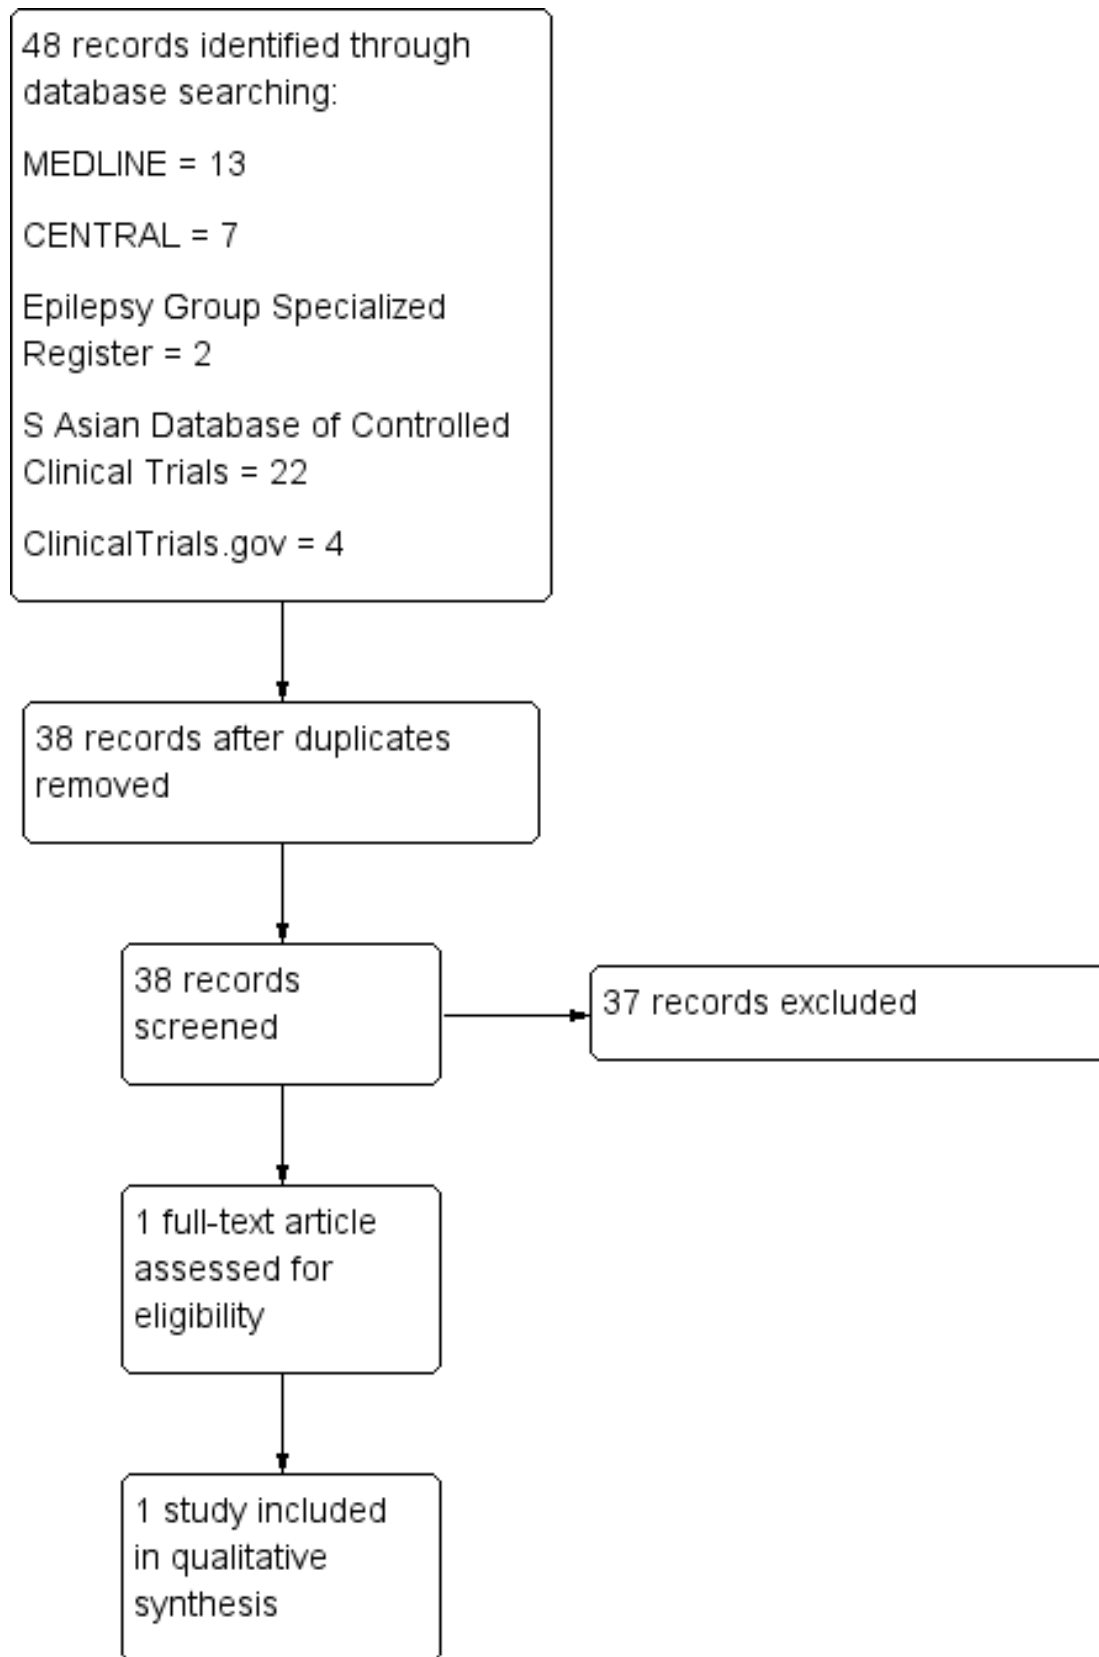 48 records identified through
database searching:
MEDLINE = 13
CENTRAL = 7
Epilepsy Group Specialized
Register = 2
S Asian Database of Controlled
Clinical Trials = 22
ClinicalTrials.gov = 4
38 records after duplicates
removed
38 records
screened
37 records excluded
1 full-text article
assessed for
eligibility
1 study included
in qualitative
synthesis